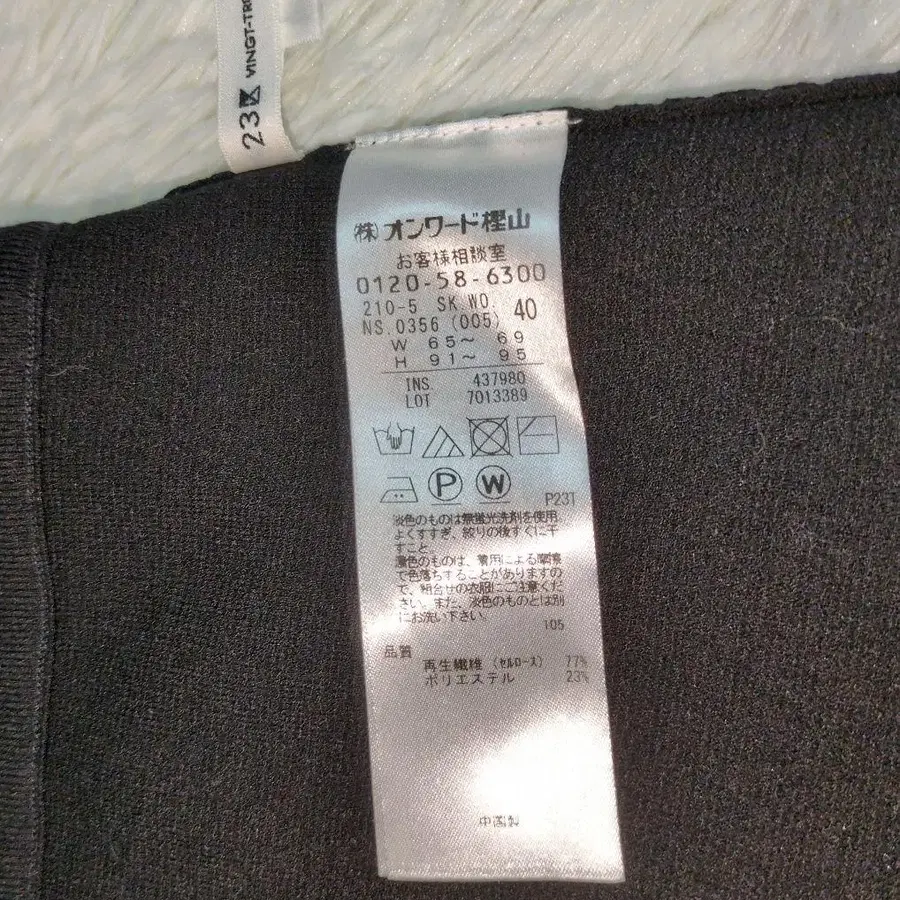 23区 VINGT-TR
(株)オンワード樫山
お客様相談室
0120-58-6300
210-5 SK.WO. 40
NS.0356 (005)
W 65〜 69
H 91〜 95
INS 437980
LOT 7013389
P W
P23T
淡色のものは無蛍光洗剤を使用
よくすすぎ、絞りの後すぐに干
すこと
濃色のものは、着用による摩擦
で色落ちすることがありますの
で、組合せの衣服にご注意くだ
さい。また、淡色のものとは別
にお洗い下さい。
105
品質
再生繊維 (セルロース) 77%
ポリエステル 23%
中国製